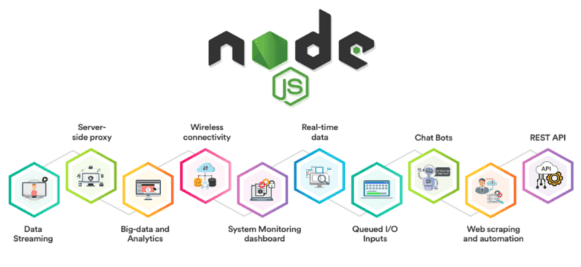 node
JS
Server-
side proxy
Wireless
connectivity
Real-time
data
Chat Bots
REST API
API
Data
Streaming
Big-data and
Analytics
System Monitoring
dashboard
Queued I/O
Inputs
Web scraping
and automation